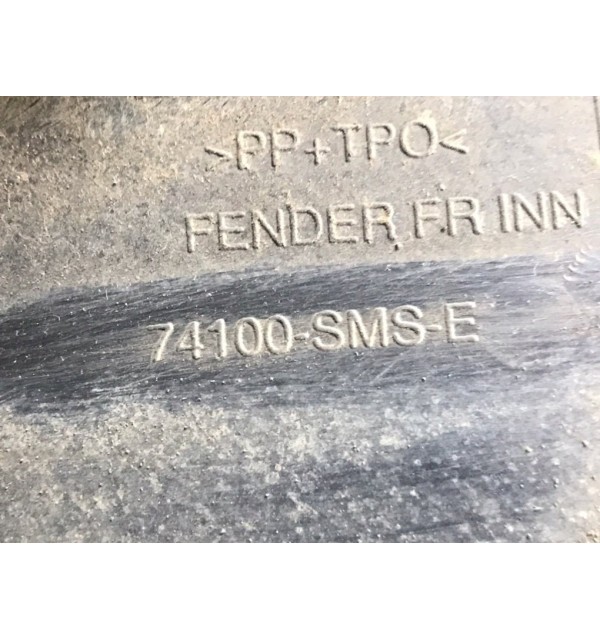 >PP+TPO<
FENDER, FR INN
74100-SMS-E